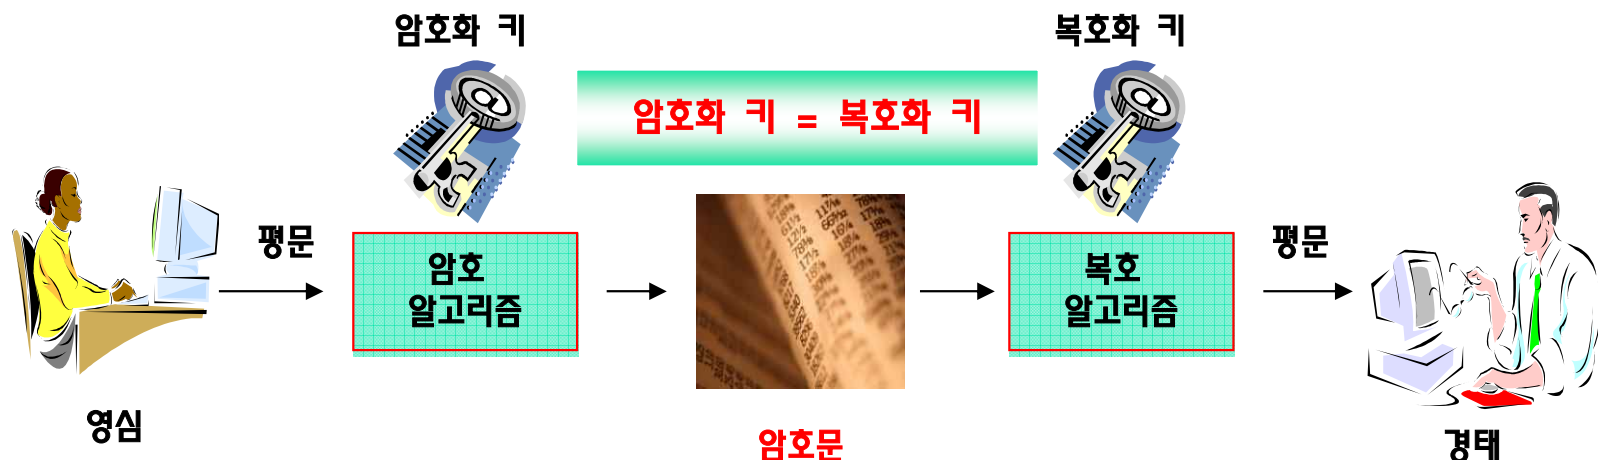 암호화 키
복호화 키
암호화 키 = 복호화 키
평문
암호
알고리즘
복호
알고리즘
평문
영심
암호문
경태